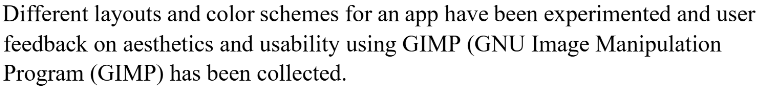 Different layouts and color schemes for an app have been experimented and user
feedback on aesthetics and usability using GIMP (GNU Image Manipulation
Program (GIMP) has been collected.